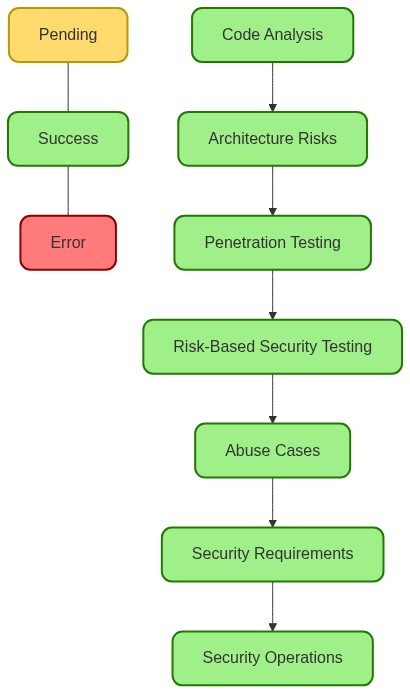 Pending
Success
Error
Code Analysis
Architecture Risks
Penetration Testing
Risk-Based Security Testing
Abuse Cases
Security Requirements
Security Operations